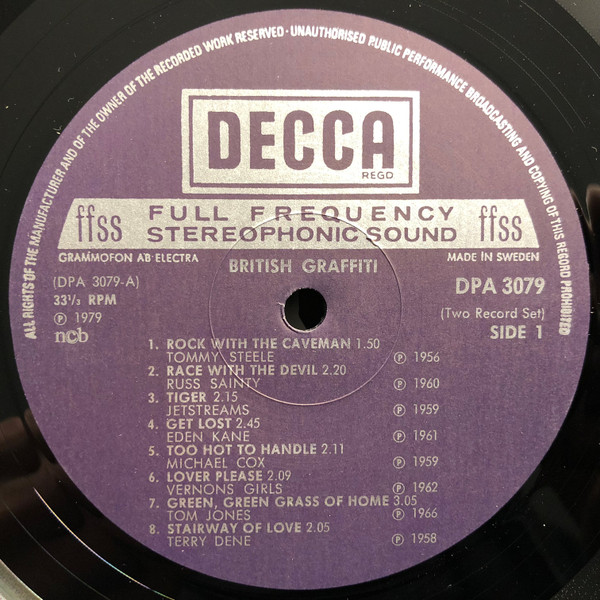 ALL RIGHTS OF THE MANUFACTURER AND OF THE OWNER OF THE RECORDED WORK RESERVED · UNAUTHORISED PUBLIC PERFORMANCE BROADCASTING AND COPYING OF THIS RECORD PROHIBITED
DECCA
REGD
ffss FULL FREQUENCY ffss
STEREOPHONIC SOUND
GRAMMOFON AB·ELECTRA MADE IN SWEDEN
BRITISH GRAFFITI
(DPA 3079-A) DPA 3079
33⅓ RPM (Two Record Set)
℗ 1979 SIDE 1
ncb
1. ROCK WITH THE CAVEMAN 1.50
TOMMY STEELE ℗ 1956
2. RACE WITH THE DEVIL 2.20
RUSS SAINTY ℗ 1960
3. TIGER 2.15
JETSTREAMS ℗ 1959
4. GET LOST 2.45
EDEN KANE ℗ 1961
5. TOO HOT TO HANDLE 2.11
MICHAEL COX ℗ 1959
6. LOVER PLEASE 2.09
VERNONS GIRLS ℗ 1962
7. GREEN, GREEN GRASS OF HOME 3.05
TOM JONES ℗ 1966
8. STAIRWAY OF LOVE 2.05
TERRY DENE ℗ 1958